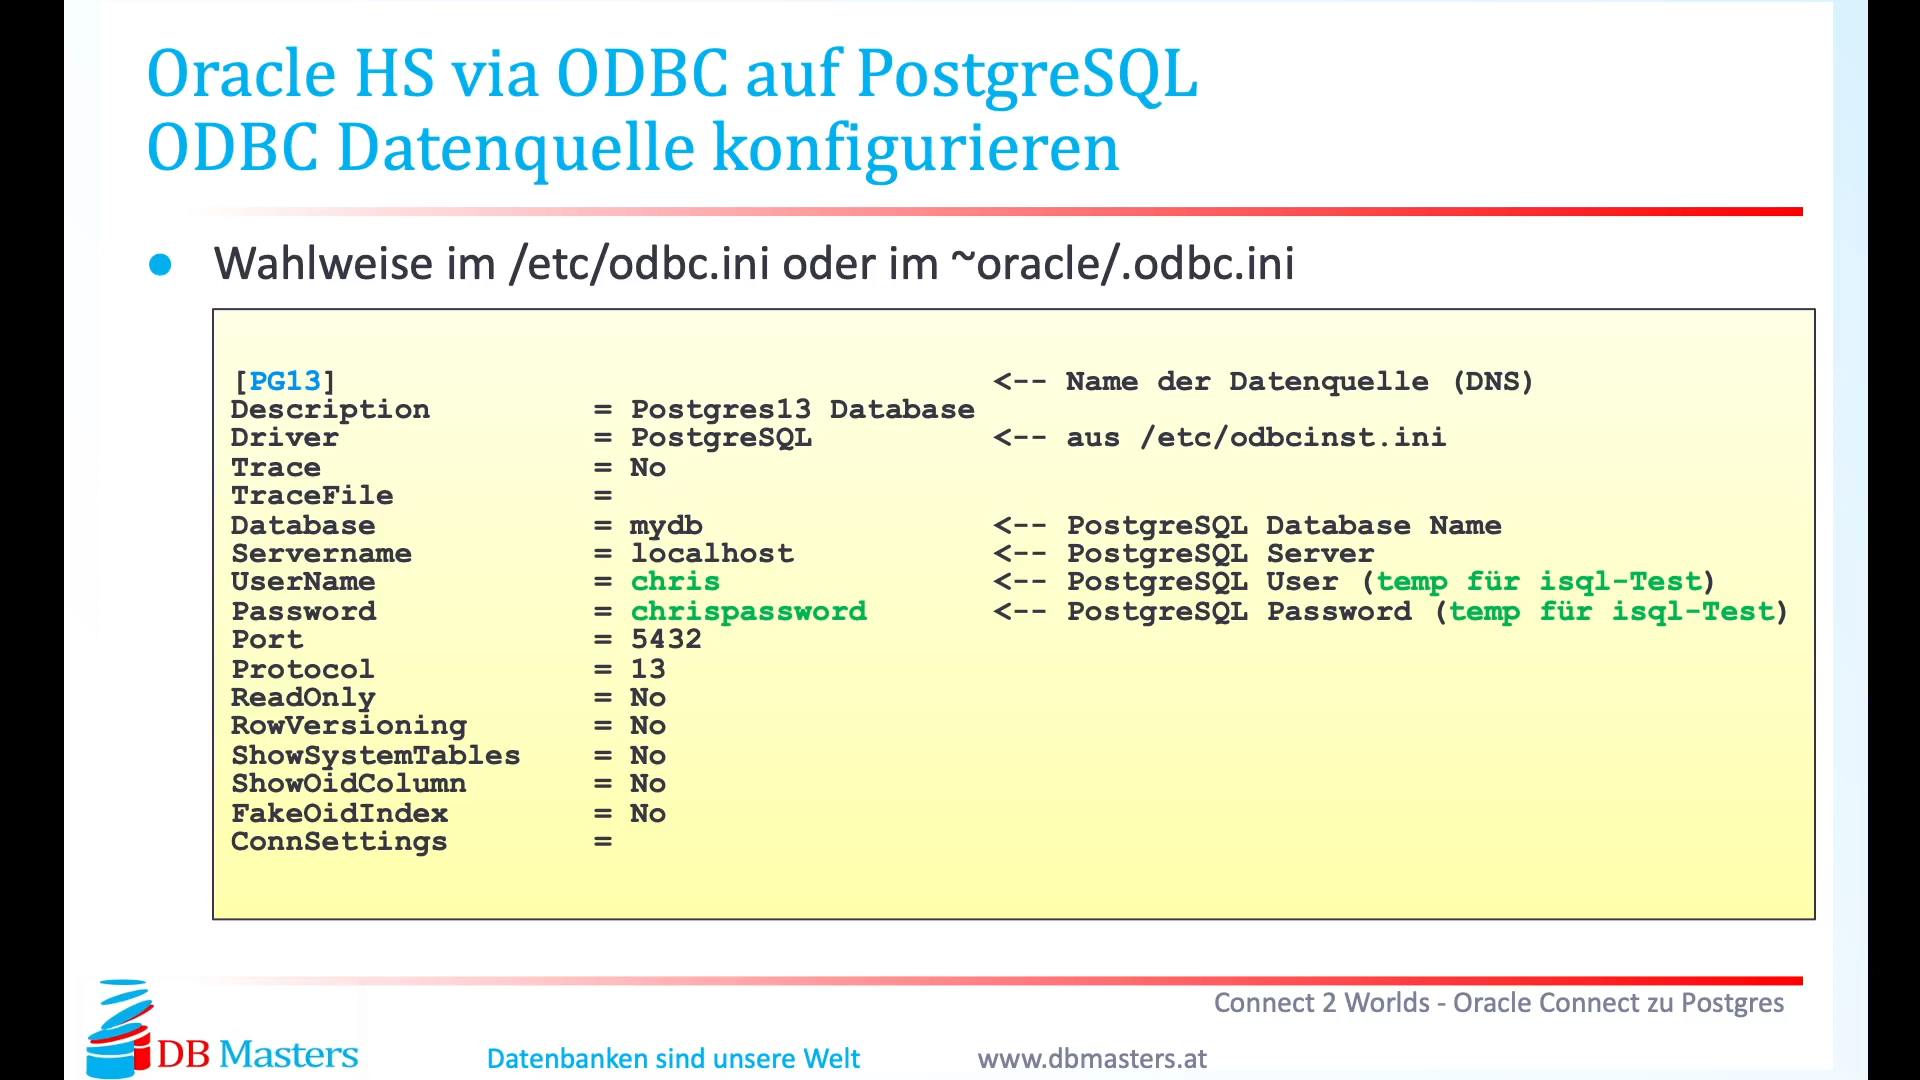 Oracle HS via ODBC auf PostgreSQL
ODBC Datenquelle konfigurieren
Wahlweise im /etc/odbc.ini oder im ~oracle/.odbc.ini
[PG13] <-- Name der Datenquelle (DNS)
Description = Postgres13 Database
Driver = PostgreSQL <-- aus /etc/odbcinst.ini
Trace = No
TraceFile =
Database = mydb <-- PostgreSQL Database Name
Servername = localhost <-- PostgreSQL Server
UserName = chris <-- PostgreSQL User (temp für isql-Test)
Password = chrispassword <-- PostgreSQL Password (temp für isql-Test)
Port = 5432
Protocol = 13
ReadOnly = No
RowVersioning = No
ShowSystemTables = No
ShowOidColumn = No
FakeOidIndex = No
ConnSettings =
Connect 2 Worlds - Oracle Connect zu Postgres
DB Masters
Datenbanken sind unsere Welt
www.dbmasters.at